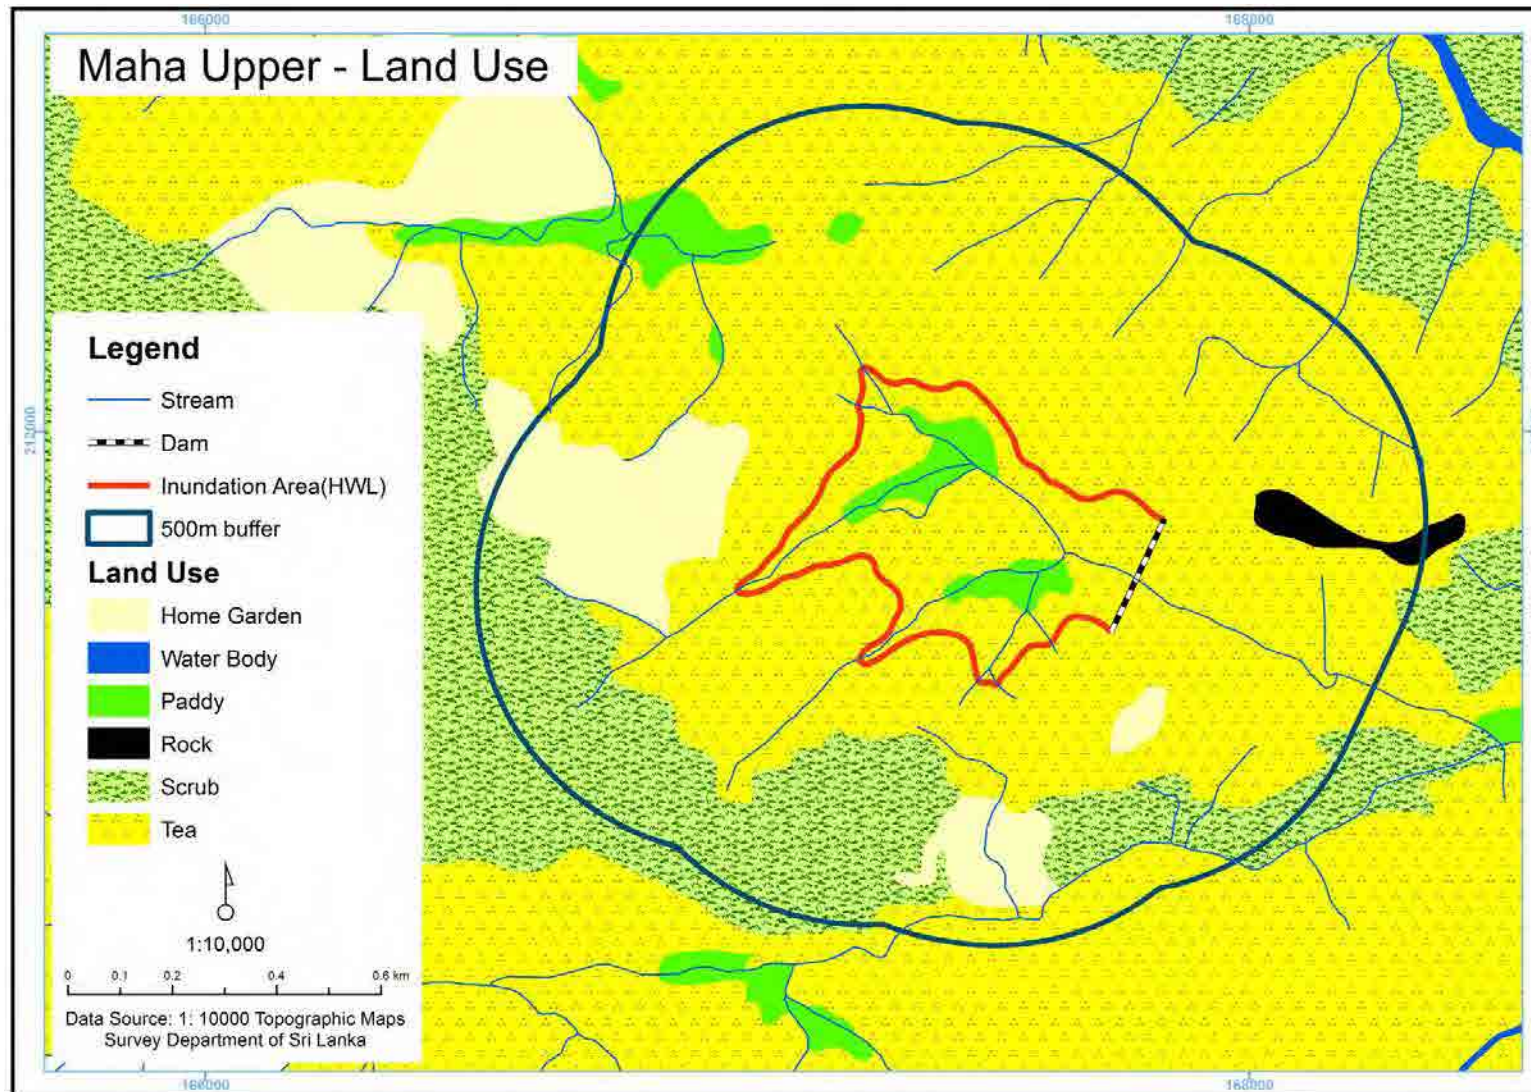 166000 168000
Maha Upper - Land Use
212000
Legend
Stream
Dam
Inundation Area(HWL)
500m buffer
Land Use
Home Garden
Water Body
Paddy
Rock
Scrub
Tea
1:10,000
0 0.1 0.2 0.4 0.6 km
Data Source: 1: 10000 Topographic Maps
Survey Department of Sri Lanka
166000 168000